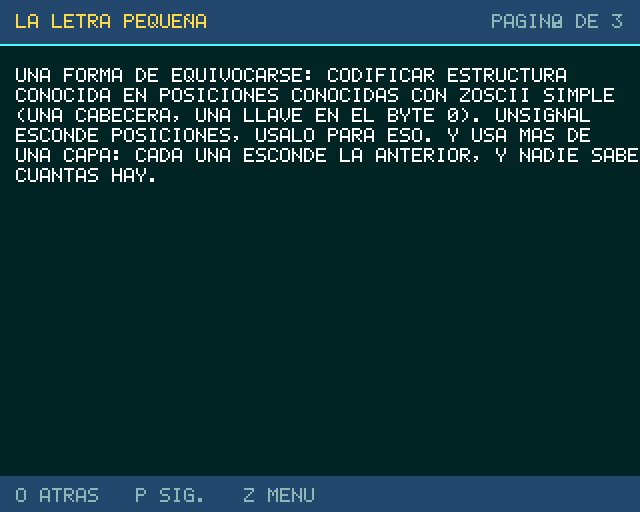 LA LETRA PEQUEÑA
DE 3
UNA FORMA DE EQUIVOCARSE: CODIFICAR ESTRUCTURA
CONOCIDA EN POSICIONES CONOCIDAS CON ZOSCII SIMPLE
(UNA CABECERA, UNA LLAVE EN EL BYTE 0). UNSIGNAL
ESCONDE POSICIONES, USALO PARA ESO. Y USA MAS DE
UNA CAPA: CADA UNA ESCONDE LA ANTERIOR, Y NADIE SABE
CUANTAS HAY.
O ATRAS P SIG. Z MENU